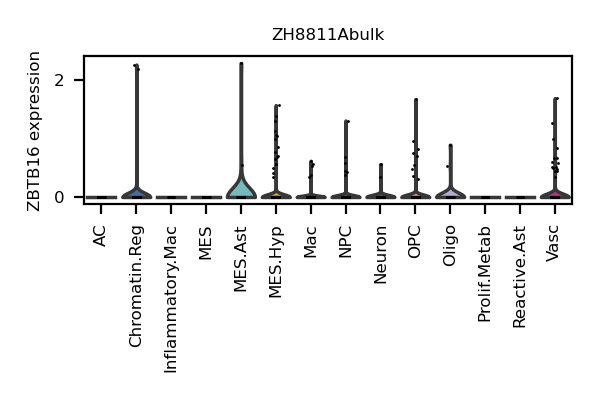 ZH8811Abulk
ZBTB16 expression
2
0
AC
Chromatin.Reg
Inflammatory.Mac
MES
MES.Ast
MES.Hyp
Mac
NPC
Neuron
OPC
Oligo
Prolif.Metab
Reactive.Ast
Vasc